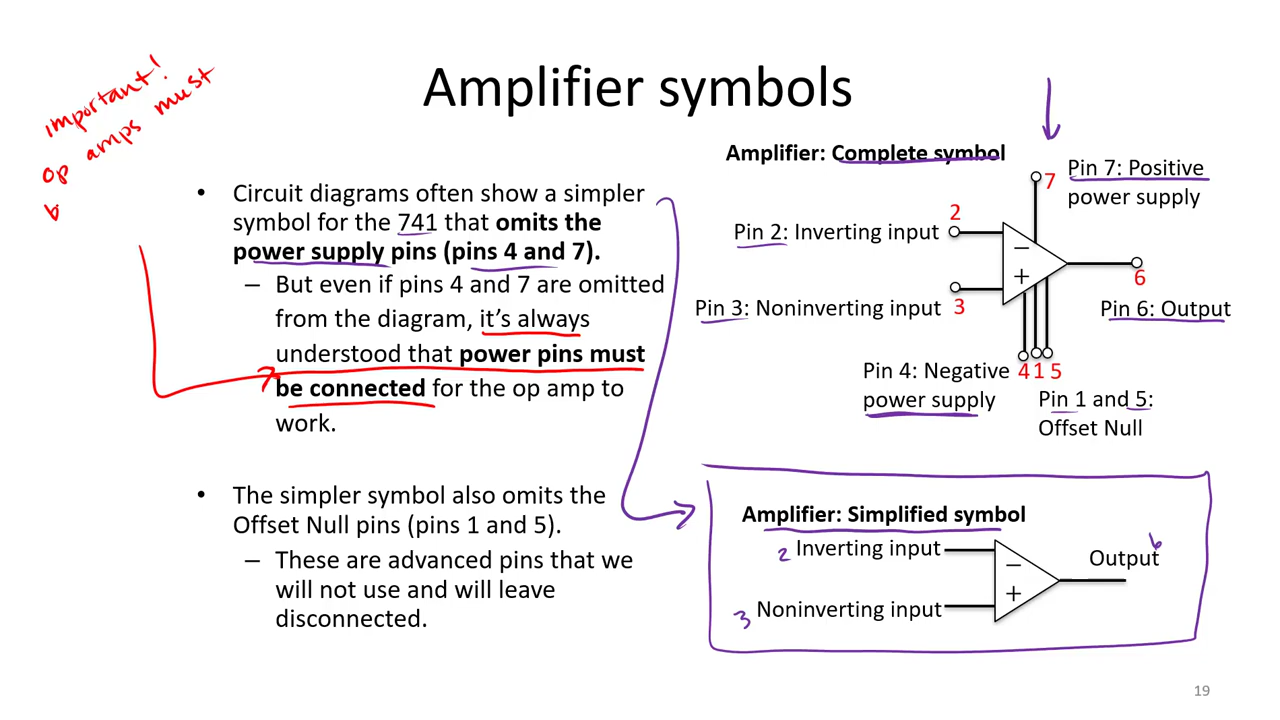 important!
op amps must
b
Amplifier symbols
• Circuit diagrams often show a simpler
symbol for the 741 that omits the
power supply pins (pins 4 and 7).
– But even if pins 4 and 7 are omitted
from the diagram, it's always
understood that power pins must
be connected for the op amp to
work.
• The simpler symbol also omits the
Offset Null pins (pins 1 and 5).
– These are advanced pins that we
will not use and will leave
disconnected.
Amplifier: Complete symbol
7
Pin 7: Positive
power supply
2
Pin 2: Inverting input
−
+
6
Pin 3: Noninverting input
3
Pin 6: Output
Pin 4: Negative
power supply
4 1 5
Pin 1 and 5:
Offset Null
Amplifier: Simplified symbol
2 Inverting input
−
Output 6
+
3 Noninverting input
19